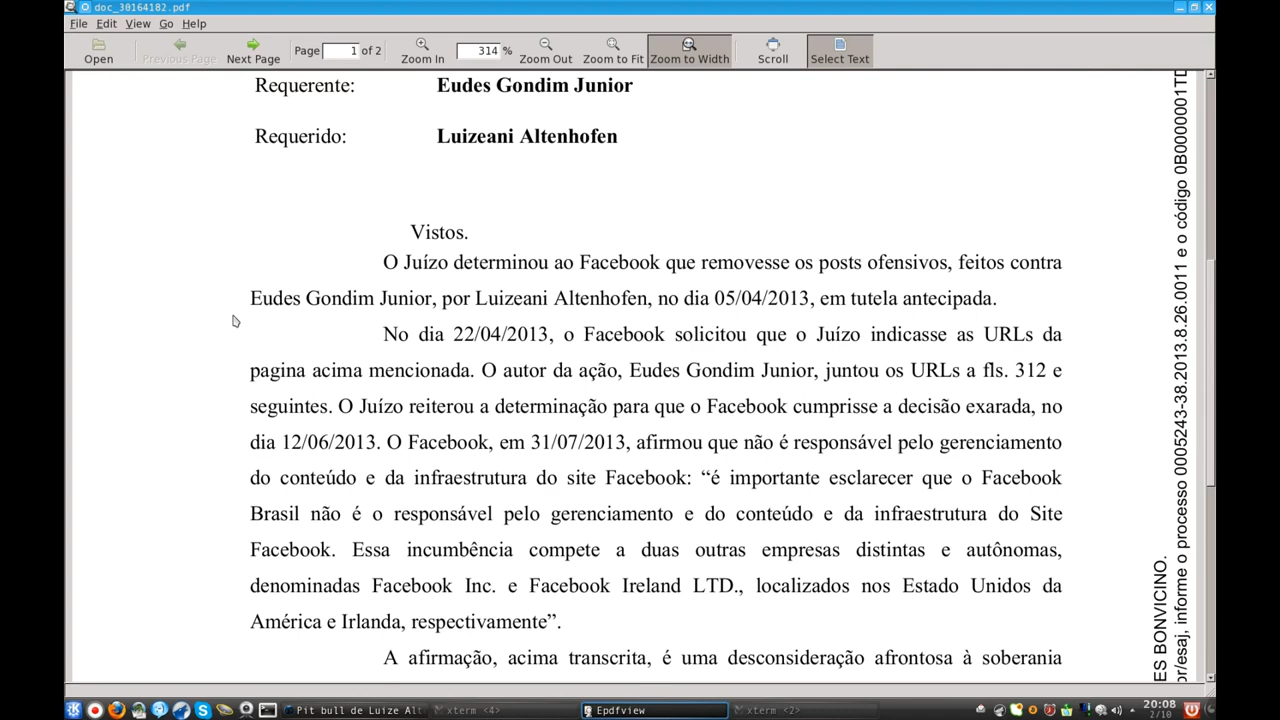 doc_30164182.pdf
File Edit View Go Help
Open Previous Page Next Page Page 1 of 2 Zoom In 314 % Zoom Out Zoom to Fit Zoom to Width Scroll Select Text
Requerente: Eudes Gondim Junior
Requerido: Luizeani Altenhofen
Vistos.
O Juízo determinou ao Facebook que removesse os posts ofensivos, feitos contra
Eudes Gondim Junior, por Luizeani Altenhofen, no dia 05/04/2013, em tutela antecipada.
No dia 22/04/2013, o Facebook solicitou que o Juízo indicasse as URLs da
pagina acima mencionada. O autor da ação, Eudes Gondim Junior, juntou os URLs a fls. 312 e
seguintes. O Juízo reiterou a determinação para que o Facebook cumprisse a decisão exarada, no
dia 12/06/2013. O Facebook, em 31/07/2013, afirmou que não é responsável pelo gerenciamento
do conteúdo e da infraestrutura do site Facebook: “é importante esclarecer que o Facebook
Brasil não é o responsável pelo gerenciamento e do conteúdo e da infraestrutura do Site
Facebook. Essa incumbência compete a duas outras empresas distintas e autônomas,
denominadas Facebook Inc. e Facebook Ireland LTD., localizados nos Estado Unidos da
América e Irlanda, respectivamente”.
A afirmação, acima transcrita, é uma desconsideração afrontosa à soberania
ES BONVICINO.
or/esaj, informe o processo 0005243-38.2013.8.26.0011 e o código 0B0000001TD
Pit bull de Luize Alt xterm <4> Epdfview xterm <2> 20:08
2/10